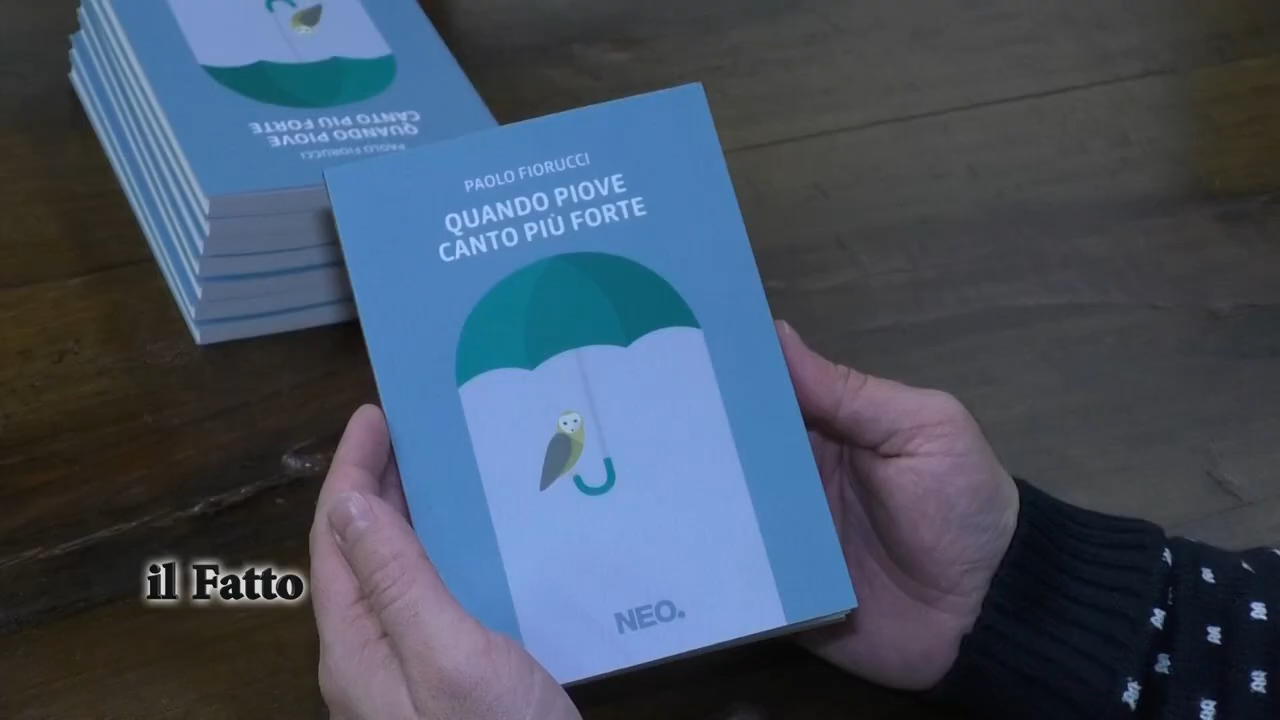 CANTO PIÙ FORTE
QUANDO PIOVE
PAOLO FIORUCCI
PAOLO FIORUCCI
QUANDO PIOVE
CANTO PIÙ FORTE
NEO.
il Fatto